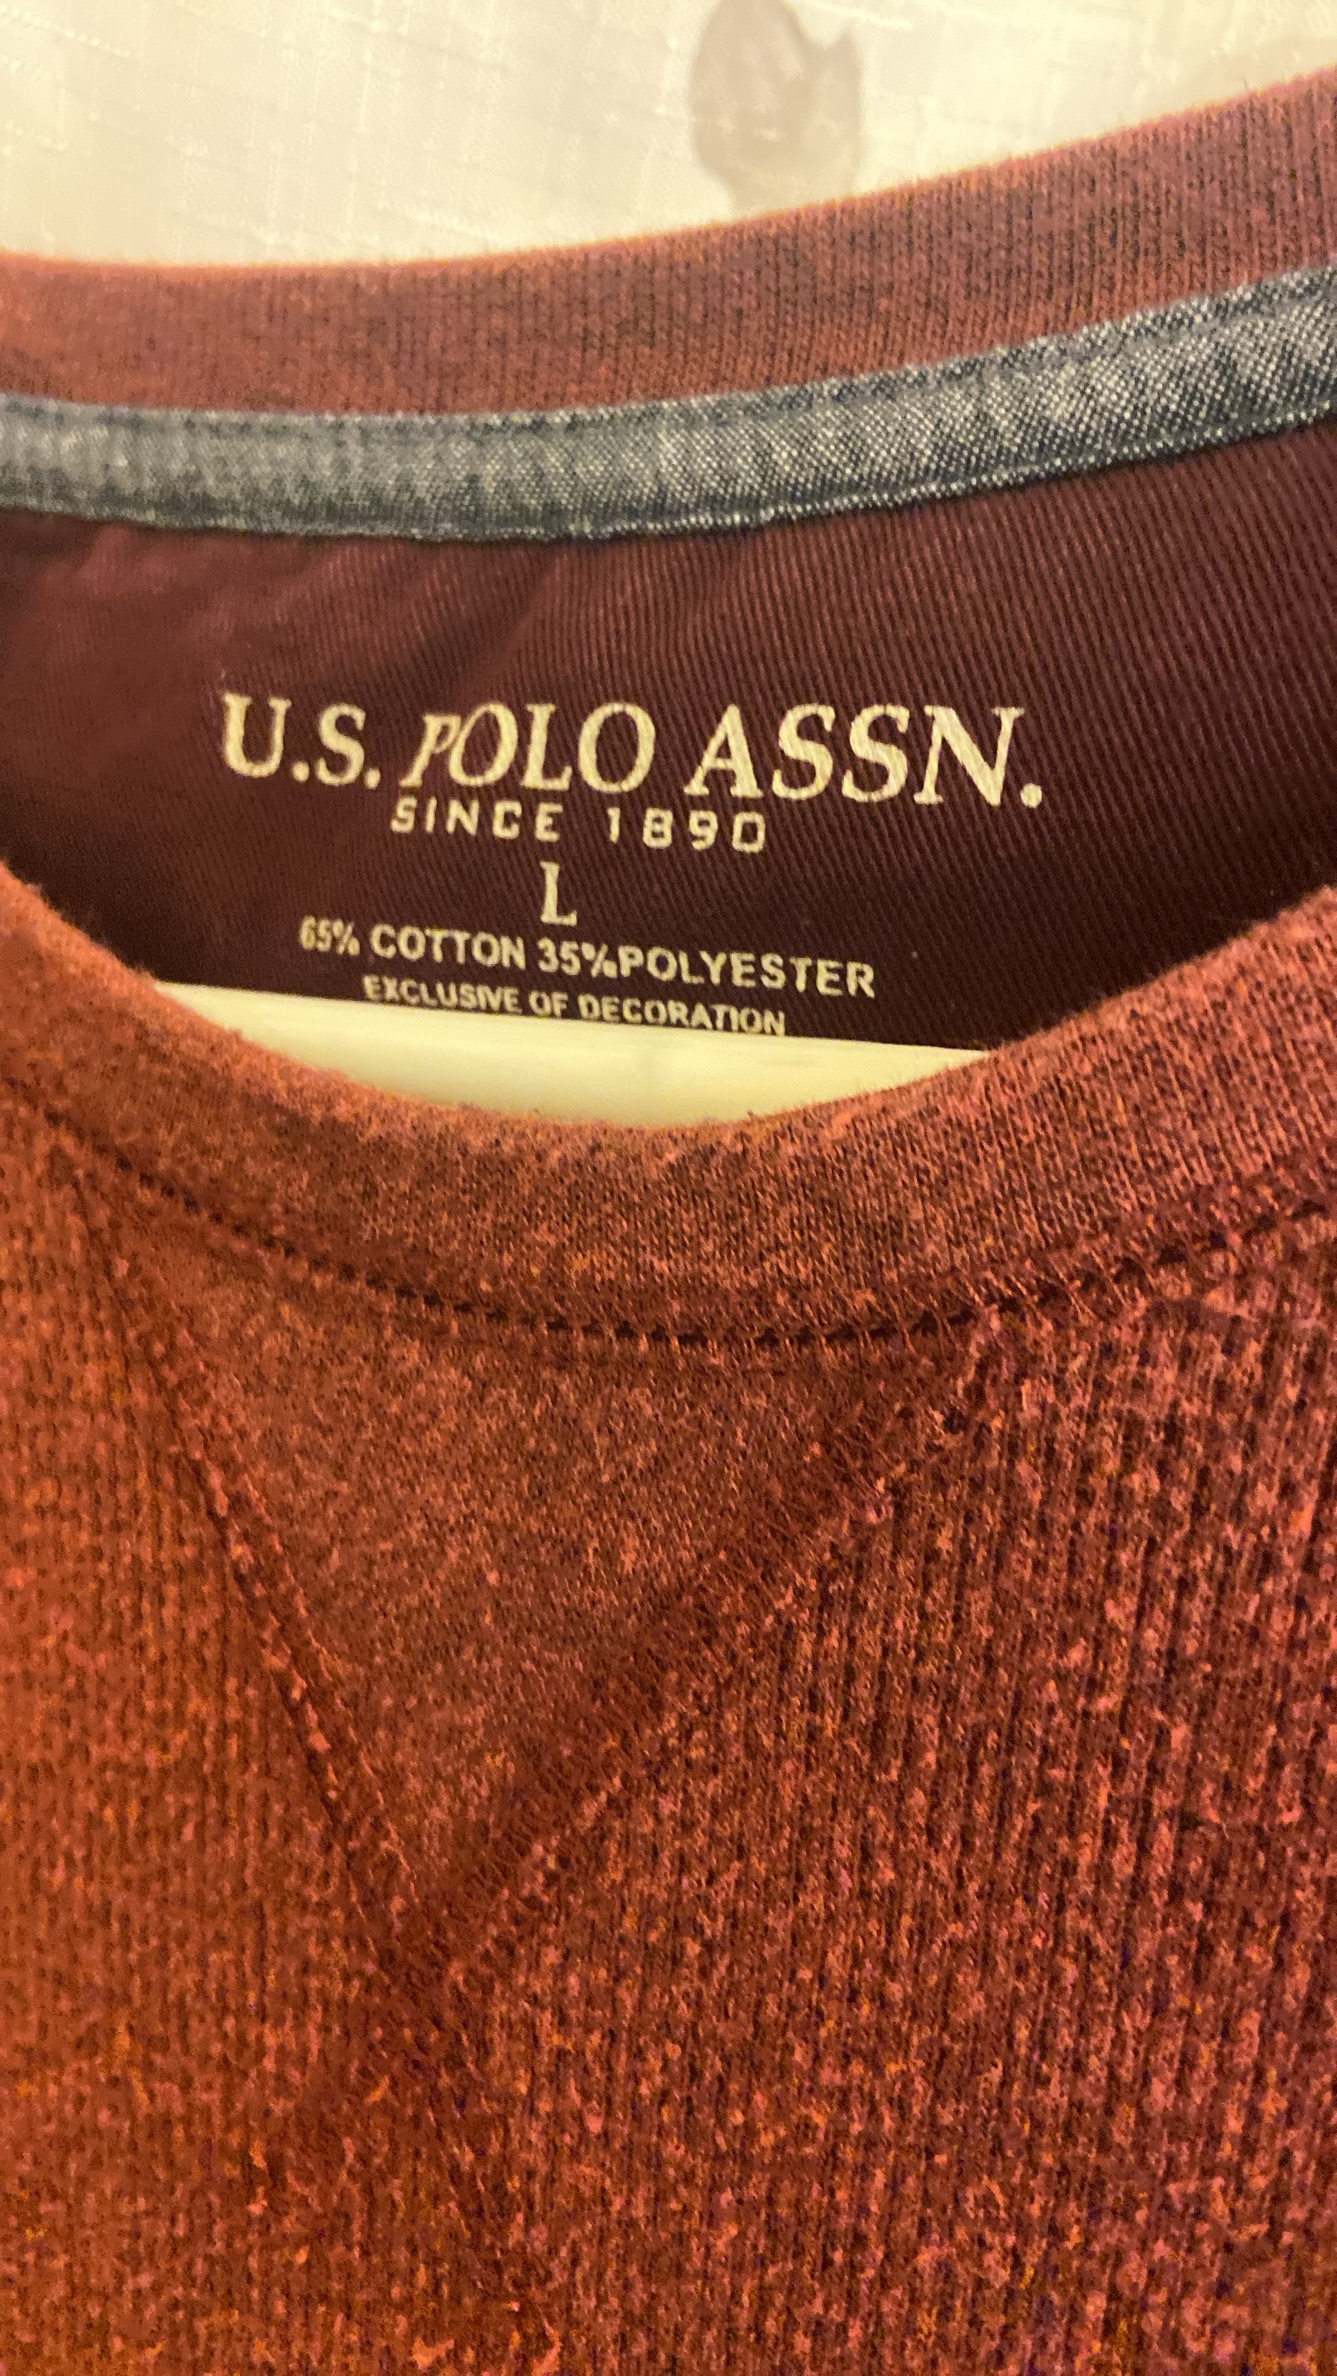 U.S. POLO ASSN.
SINCE 1890
L
65% COTTON 35%POLYESTER
EXCLUSIVE OF DECORATION